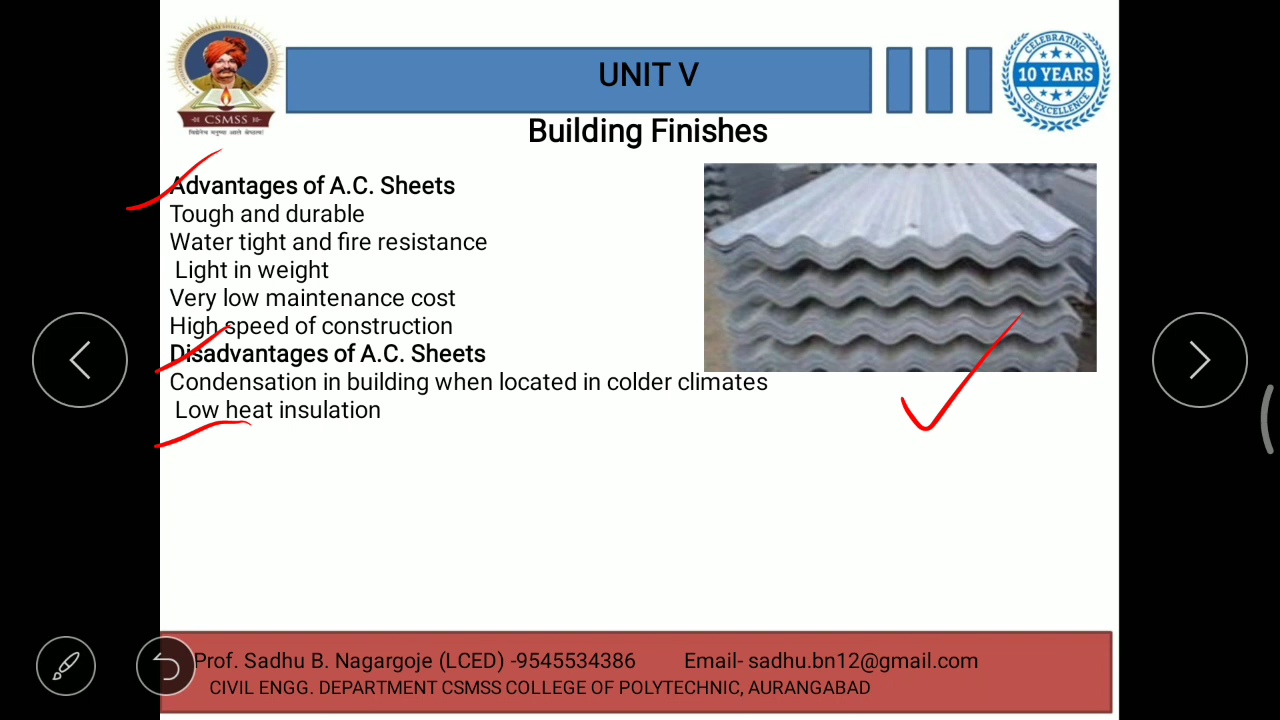 UNIT V
CELEBRATING
10 YEARS
OF EXCELLENCE
CSMSS
Building Finishes
Advantages of A.C. Sheets
Tough and durable
Water tight and fire resistance
Light in weight
Very low maintenance cost
High speed of construction
Disadvantages of A.C. Sheets
Condensation in building when located in colder climates
Low heat insulation
Prof. Sadhu B. Nagargoje (LCED) -9545534386 Email- sadhu.bn12@gmail.com
CIVIL ENGG. DEPARTMENT CSMSS COLLEGE OF POLYTECHNIC, AURANGABAD